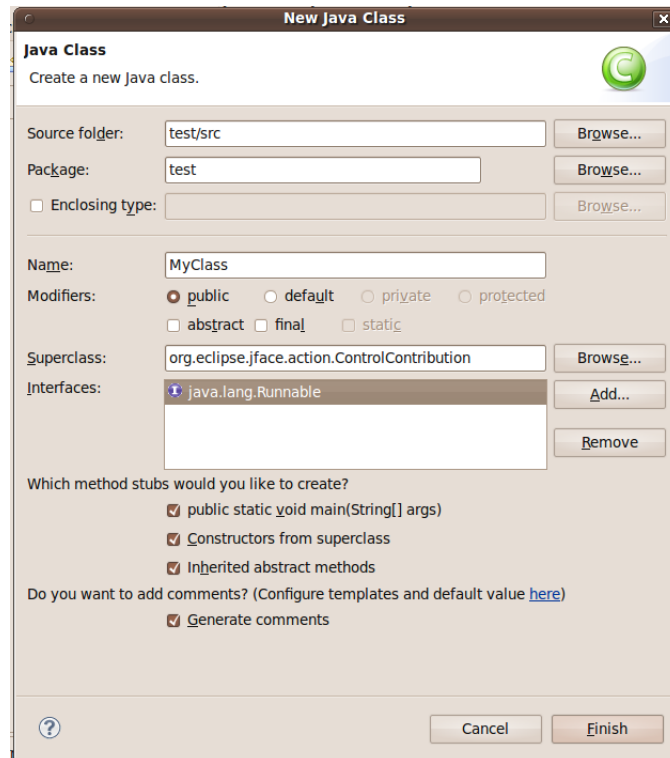 New Java Class
Java Class
Create a new Java class.
Source folder: test/src Browse...
Package: test Browse...
Enclosing type: Browse...
Name: MyClass
Modifiers: public default private protected
abstract final static
Superclass: org.eclipse.jface.action.ControlContribution Browse...
Interfaces: java.lang.Runnable Add...
Remove
Which method stubs would you like to create?
public static void main(String[] args)
Constructors from superclass
Inherited abstract methods
Do you want to add comments? (Configure templates and default value here)
Generate comments
? Cancel Finish